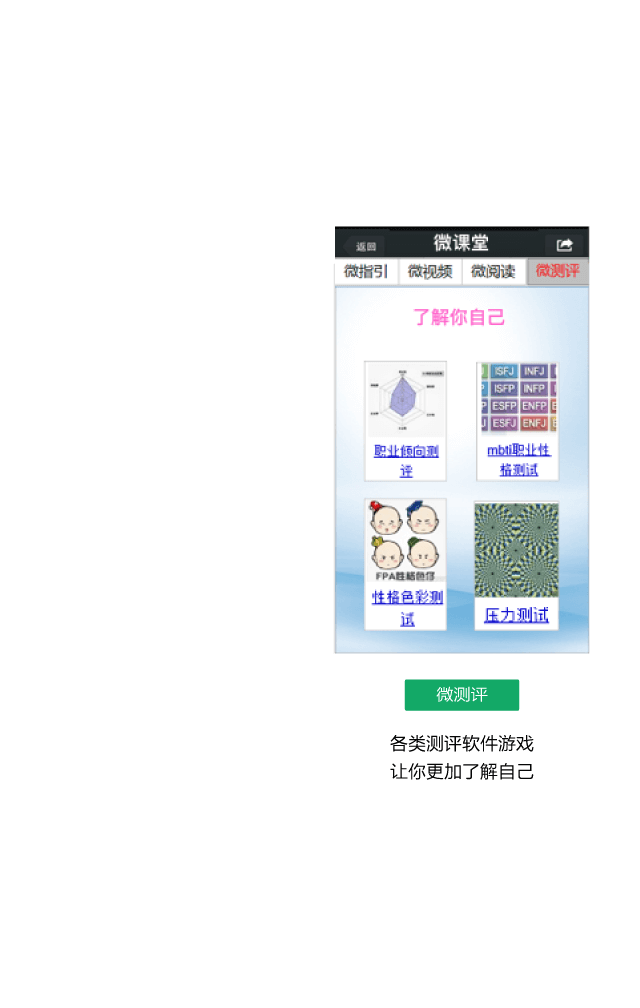 返回
微课堂
微指引
微视频
微阅读
微测评
了解你自己
ISFJ INFJ
ISFP INFP
ESFP ENFP
ESFJ ENFJ
职业倾向测
评
mbti职业性
格测试
FPA性格色仔
性格色彩测
试
压力测试
微测评
各类测评软件游戏
让你更加了解自己